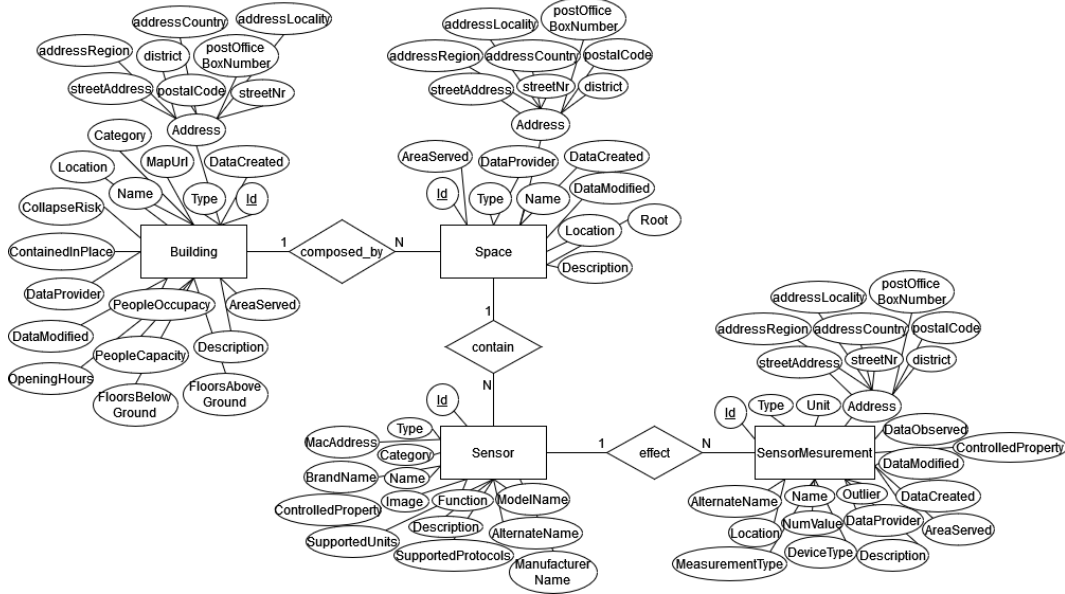 addressCountry
addressLocality
addressRegion
district
postOffice
BoxNumber
streetAddress
postalCode
streetNr
Address
Category
MapUrl
DataCreated
Location
Name
Type
Id
CollapseRisk
Building
ContainedInPlace
DataProvider
PeopleOccupacy
AreaServed
DataModified
PeopleCapacity
Description
OpeningHours
FloorsBelow
Ground
FloorsAbove
Ground
1
composed_by
N
addressLocality
postOffice
BoxNumber
addressRegion
addressCountry
postalCode
streetAddress
streetNr
district
Address
AreaServed
DataProvider
DataCreated
Id
Type
Name
DataModified
Space
Location
Root
Description
1
contain
N
Id
Type
MacAddress
Category
Sensor
BrandName
Name
ControlledProperty
Image
Function
ModelName
SupportedUnits
Description
AlternateName
SupportedProtocols
Manufacturer
Name
1
effect
N
addressLocality
postOffice
BoxNumber
addressRegion
addressCountry
postalCode
streetAddress
streetNr
district
Id
Type
Unit
Address
DataObserved
SensorMesurement
ControlledProperty
DataModified
AlternateName
Name
Outlier
DataCreated
Location
NumValue
DataProvider
AreaServed
MeasurementType
DeviceType
Description